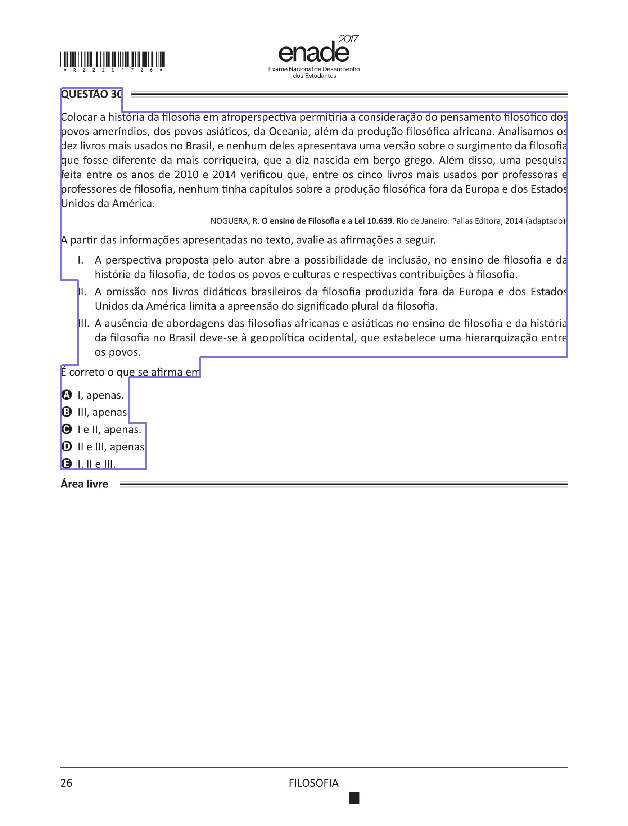 *R2220172 6*
enade 2017
Exame Nacional de Desempenho
dos Estudantes
QUESTÃO 30
Colocar a história da filosofia em afroperspectiva permitiria a consideração do pensamento filosófico dos
povos ameríndios, dos povos asiáticos, da Oceania, além da produção filosófica africana. Analisamos os
dez livros mais usados no Brasil, e nenhum deles apresentava uma versão sobre o surgimento da filosofia
que fosse diferente da mais corriqueira, que a diz nascida em berço grego. Além disso, uma pesquisa
feita entre os anos de 2010 e 2014 verificou que, entre os cinco livros mais usados por professoras e
professores de filosofia, nenhum tinha capítulos sobre a produção filosófica fora da Europa e dos Estados
Unidos da América.
NOGUERA, R. O ensino de Filosofia e a Lei 10.639. Rio de Janeiro: Pallas Editora, 2014 (adaptado).
A partir das informações apresentadas no texto, avalie as afirmações a seguir.
I. A perspectiva proposta pelo autor abre a possibilidade de inclusão, no ensino de filosofia e da
história da filosofia, de todos os povos e culturas e respectivas contribuições à filosofia.
II. A omissão nos livros didáticos brasileiros da filosofia produzida fora da Europa e dos Estados
Unidos da América limita a apreensão do significado plural da filosofia.
III. A ausência de abordagens das filosofias africanas e asiáticas no ensino de filosofia e da história
da filosofia no Brasil deve-se à geopolítica ocidental, que estabelece uma hierarquização entre
os povos.
É correto o que se afirma em
A I, apenas.
B III, apenas
C I e II, apenas.
D II e III, apenas
E I, II e III.
Área livre
26 FILOSOFIA